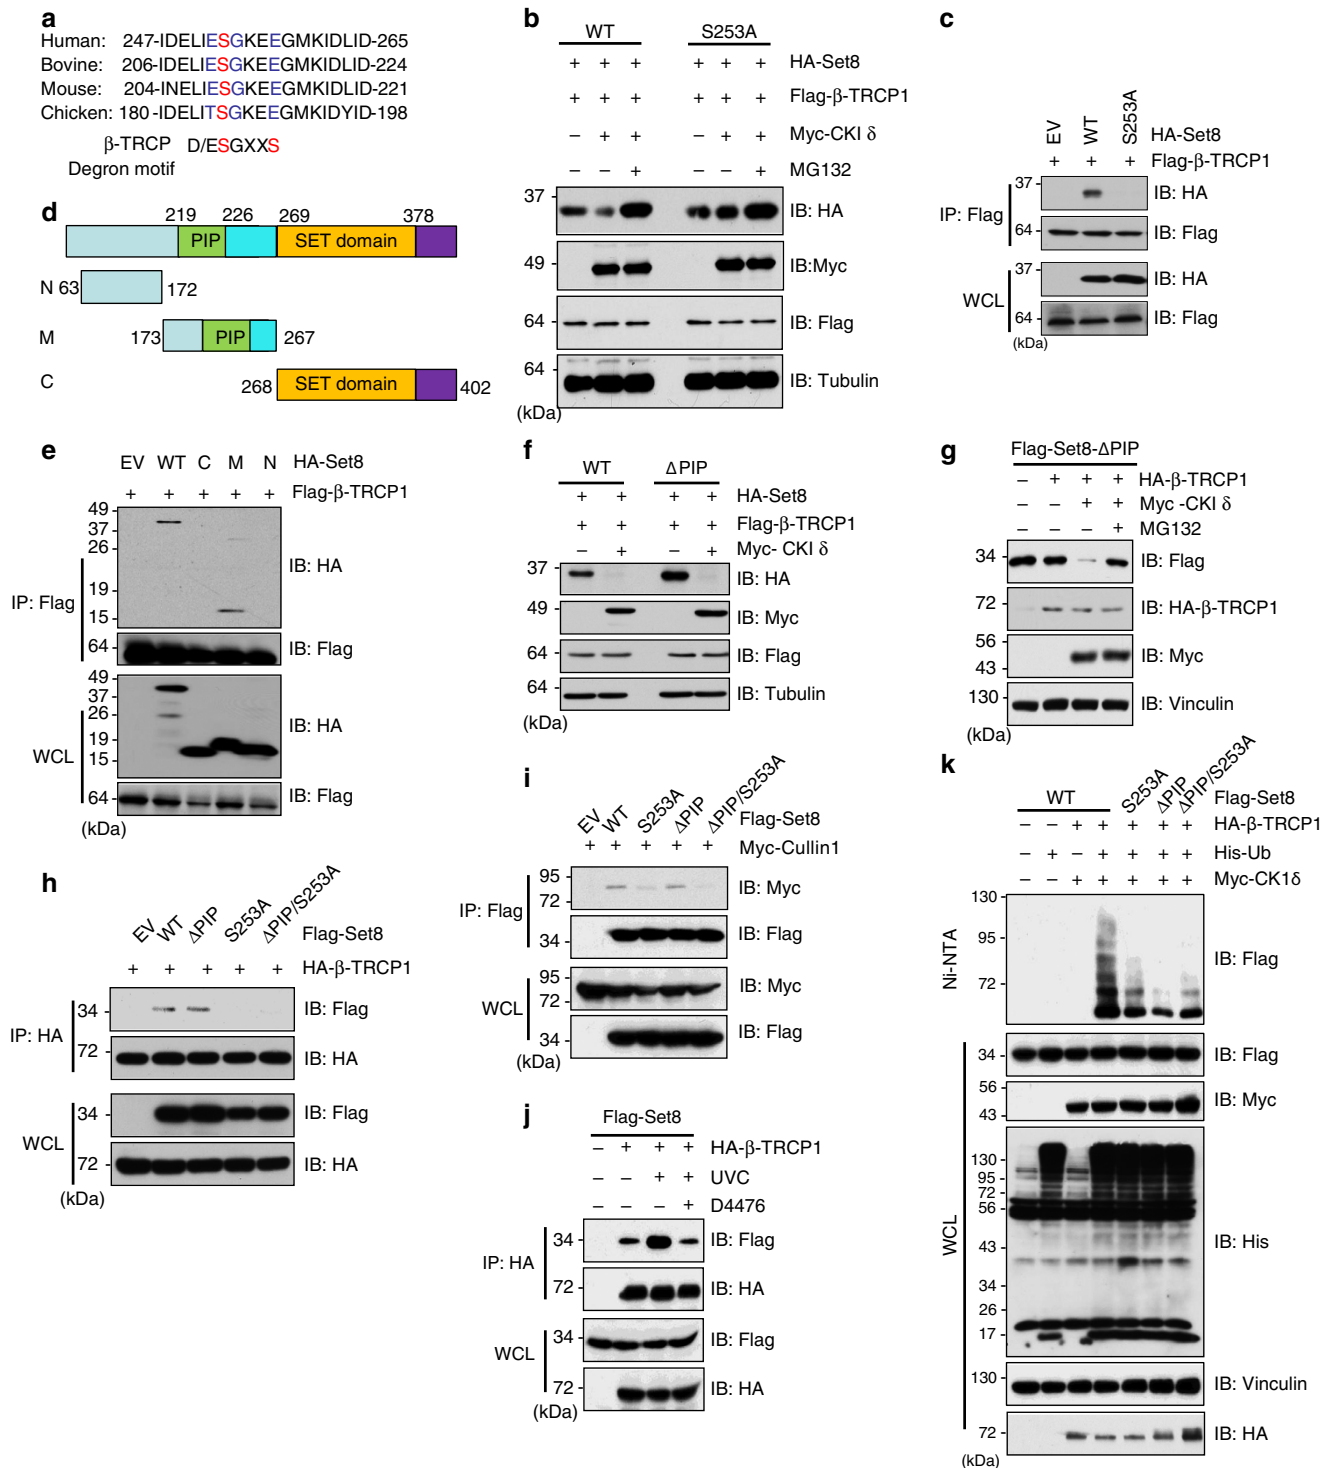 a
Human: 247-IDELIESGKEEGMKIDLID-265
Bovine: 206-IDELIESGKEEGMKIDLID-224
Mouse: 204-INELIESGKEEGMKIDLID-221
Chicken: 180-IDELITSGKEEGMKIDYID-198
β-TRCP D/ESGXXS
Degron motif
b
WT S253A
+ + + + + + HA-Set8
+ + + + + + Flag-β-TRCP1
– + + – + + Myc-CKI δ
– – + – – + MG132
37 IB: HA
49 IB:Myc
64 IB: Flag
64 IB: Tubulin
(kDa)
c
EV WT S253A HA-Set8
+ + + Flag-β-TRCP1
IP: Flag
37 IB: HA
64 IB: Flag
WCL
37 IB: HA
64 IB: Flag
(kDa)
d
219 226 269 378
PIP SET domain
N 63 172
M 173 PIP 267
C 268 SET domain 402
e
EV WT C M N HA-Set8
+ + + + + Flag-β-TRCP1
IP: Flag
49
37
26
19
15
IB: HA
64 IB: Flag
WCL
49
37
26
19
15
IB: HA
64 IB: Flag
(kDa)
f
WT ΔPIP
+ + + + HA-Set8
+ + + + Flag-β-TRCP1
– + – + Myc- CKI δ
37 IB: HA
49 IB: Myc
64 IB: Flag
64 IB: Tubulin
(kDa)
g
Flag-Set8-ΔPIP
– + + + HA-β-TRCP1
– – + + Myc -CKI δ
– – – + MG132
34 IB: Flag
72 IB: HA-β-TRCP1
56
43
IB: Myc
130 IB: Vinculin
(kDa)
h
EV WT ΔPIP S253A ΔPIP/S253A Flag-Set8
+ + + + + HA-β-TRCP1
IP: HA
34 IB: Flag
72 IB: HA
WCL
34 IB: Flag
72 IB: HA
(kDa)
i
EV WT S253A ΔPIP ΔPIP/S253A Flag-Set8
+ + + + + Myc-Cullin1
IP: Flag
95
72
IB: Myc
34 IB: Flag
WCL
95
72
IB: Myc
34 IB: Flag
(kDa)
j
Flag-Set8
– + + + HA-β-TRCP1
– – + + UVC
– – – + D4476
IP: HA
34 IB: Flag
72 IB: HA
WCL
34 IB: Flag
72 IB: HA
(kDa)
k
WT S253A ΔPIP ΔPIP/S253A Flag-Set8
– – + + + + + HA-β-TRCP1
– + – + + + + His-Ub
– – + + + + + Myc-CK1δ
Ni-NTA
130
95
72
IB: Flag
WCL
34 IB: Flag
56
43
IB: Myc
130
95
72
56
43
34
26
17
IB: His
130 IB: Vinculin
72 IB: HA
(kDa)